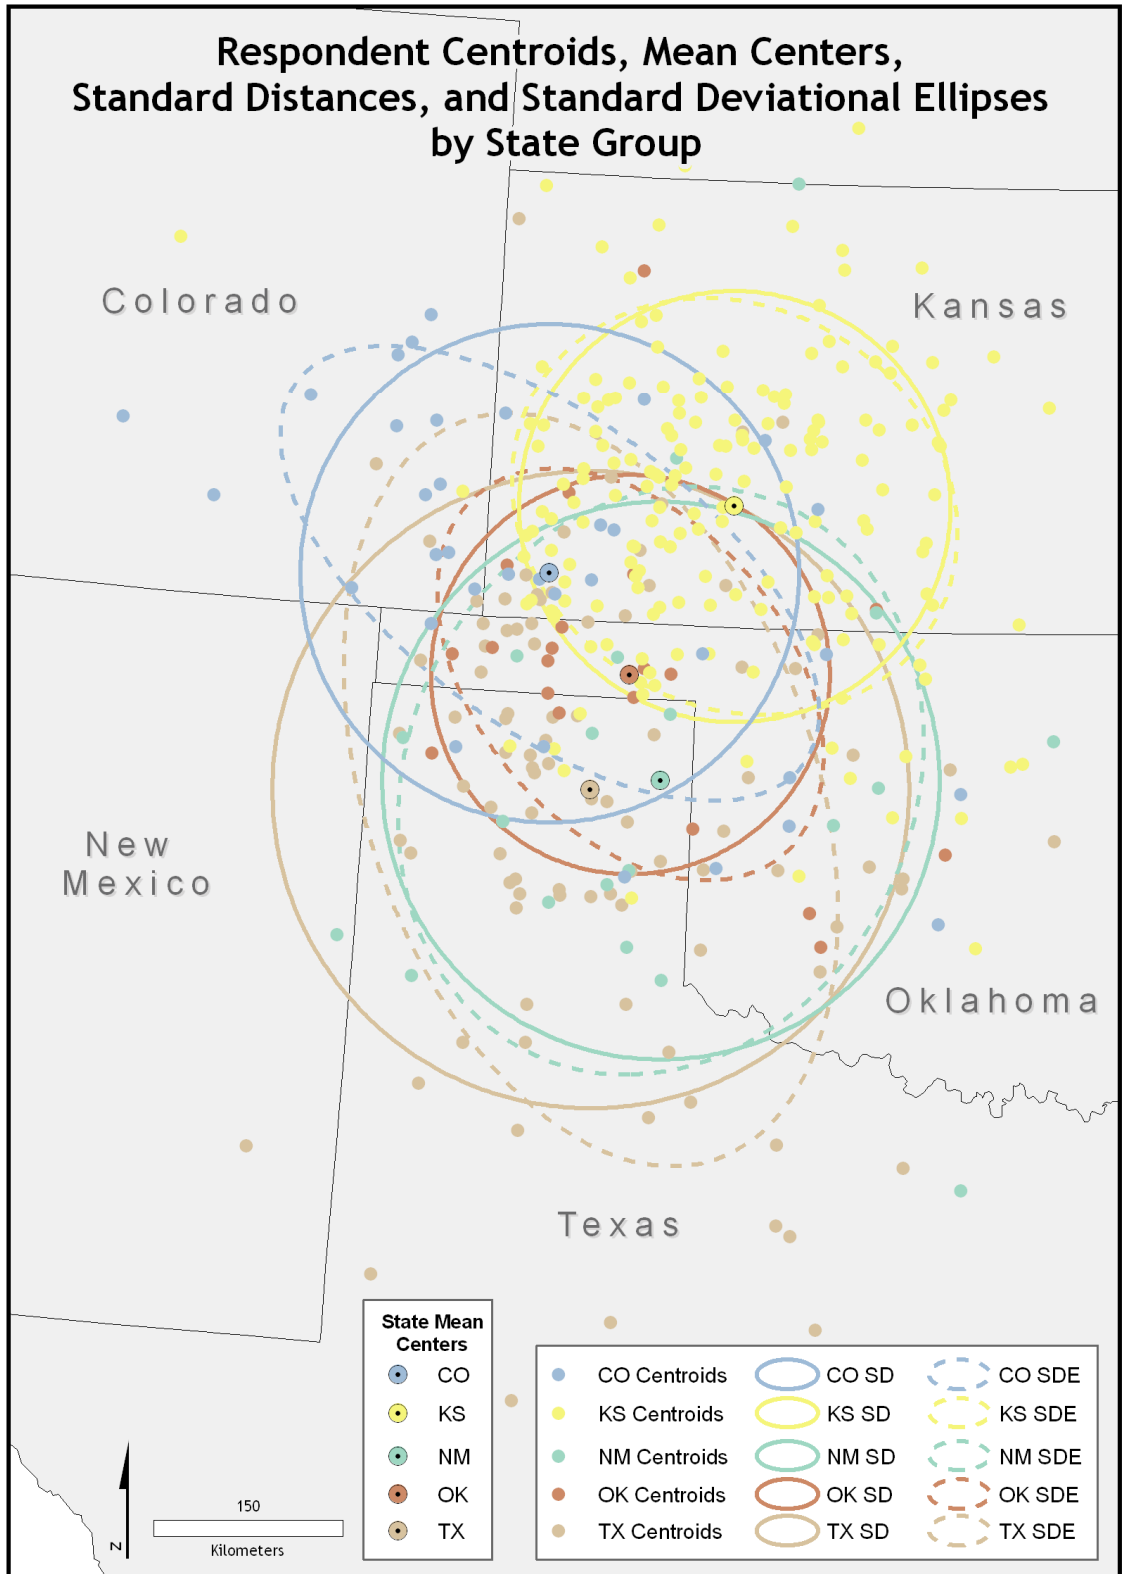 Respondent Centroids, Mean Centers,
Standard Distances, and Standard Deviational Ellipses
by State Group
Colorado
Kansas
New
Mexico
Oklahoma
Texas
State Mean
Centers
CO
KS
NM
OK
TX
CO Centroids CO SD CO SDE
KS Centroids KS SD KS SDE
NM Centroids NM SD NM SDE
OK Centroids OK SD OK SDE
TX Centroids TX SD TX SDE
N
150
Kilometers